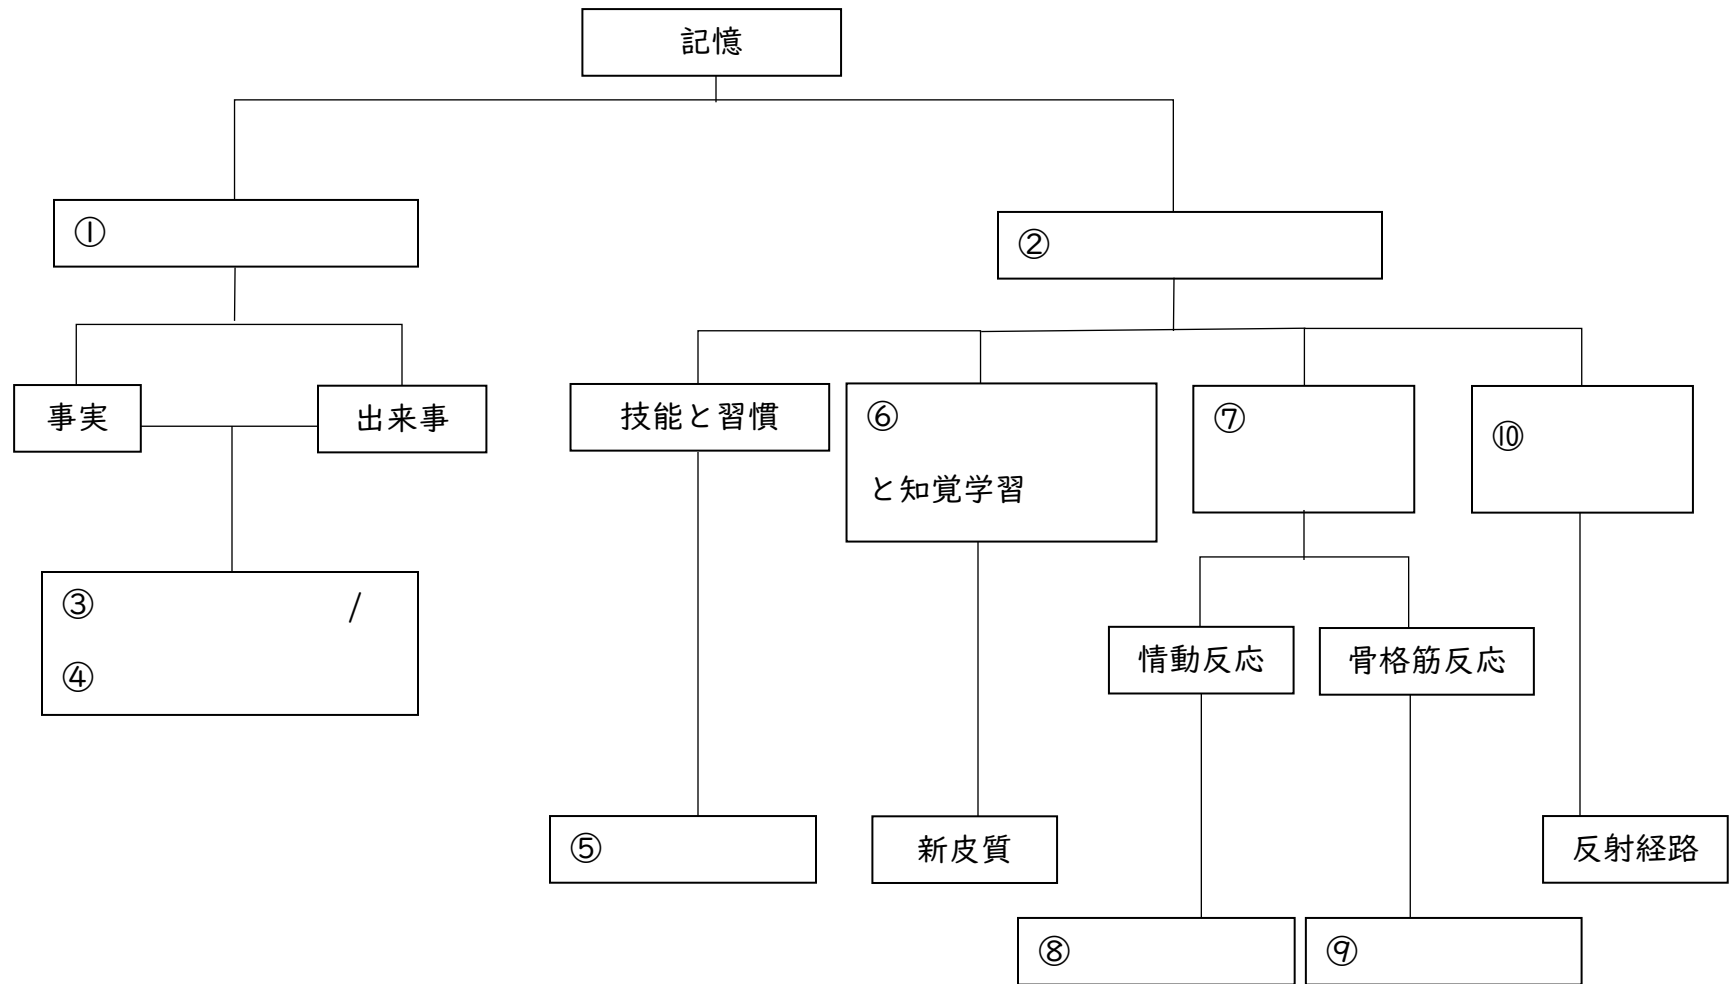 記憶
①
②
事実
出来事
技能と習慣
⑥
と知覚学習
⑦
⑩
③ /
④
情動反応
骨格筋反応
⑤
新皮質
反射経路
⑧
⑨